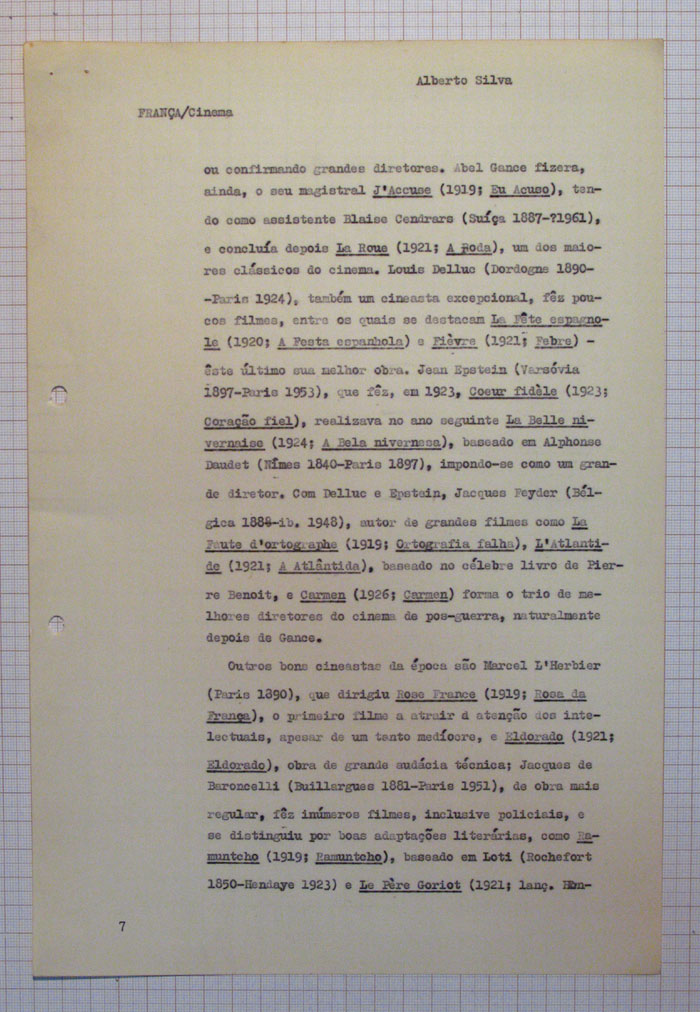 Alberto Silva
FRANÇA/Cinema
ou confirmando grandes diretores. Abel Gance fizera,
ainda, o seu magistral J'Accuse (1919; Eu Acuso), ten-
do como assistente Blaise Cendrars (Suíça 1887-?1961),
e concluía depois La Roue (1921; A Roda), um dos maio-
res clássicos do cinema. Louis Delluc (Dordogne 1890-
-Paris 1924), também um cineasta excepcional, fêz pou-
cos filmes, entre os quais se destacam La Fête espagno-
le (1920; A Festa espanhola) e Fièvre (1921; Febre) -
êste último sua melhor obra. Jean Epstein (Varsóvia
1897-Paris 1953), que fêz, em 1923, Coeur fidèle (1923;
Coração fiel), realizava no ano seguinte La Belle ni-
vernaise (1924; A Bela nivernesa), baseado em Alphonse
Daudet (Nîmes 1840-Paris 1897), impondo-se como um gran-
de diretor. Com Delluc e Epstein, Jacques Feyder (Bél-
gica 1888-ib. 1948), autor de grandes filmes como La
Faute d'ortographe (1919; Ortografia falha), L'Atlanti-
de (1921; A Atlântida), baseado no célebre livro de Pier-
re Benoit, e Carmen (1926; Carmen) forma o trio de me-
lhores diretores do cinema de pos-guerra, naturalmente
depois de Gance.
Outros bons cineastas da época são Marcel L'Herbier
(Paris 1890), que dirigiu Rose France (1919; Rosa da
França), o primeiro filme a atrair a atenção dos inte-
lectuais, apesar de um tanto medíocre, e Eldorado (1921;
Eldorado), obra de grande audácia técnica; Jacques de
Baroncelli (Buillargues 1881-Paris 1951), de obra mais
regular, fêz inúmeros filmes, inclusive policiais, e
se distinguiu por boas adaptações literárias, como Ra-
muntcho (1919; Ramuntcho), baseado em Loti (Rochefort
1850-Hendaye 1923) e Le Père Goriot (1921; lanç. Hon-
7